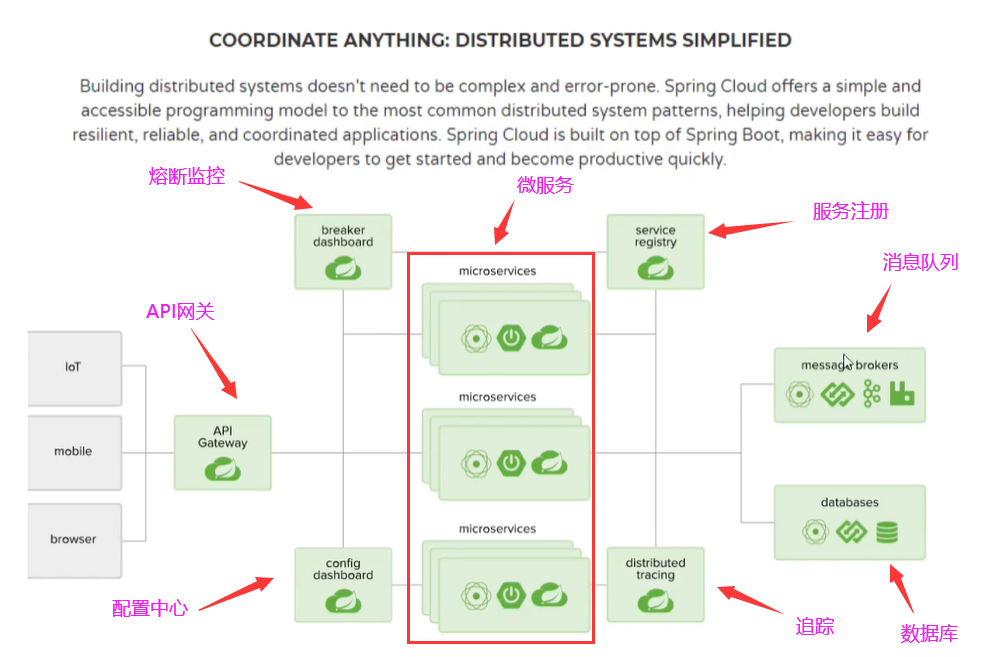 COORDINATE ANYTHING: DISTRIBUTED SYSTEMS SIMPLIFIED
Building distributed systems doesn't need to be complex and error-prone. Spring Cloud offers a simple and
accessible programming model to the most common distributed system patterns, helping developers build
resilient, reliable, and coordinated applications. Spring Cloud is built on top of Spring Boot, making it easy for
developers to get started and become productive quickly.
熔断监控
微服务
服务注册
breaker
dashboard
service
registry
消息队列
microservices
API网关
IoT
message brokers
microservices
API
Gateway
mobile
databases
microservices
browser
config
dashboard
distributed
tracing
配置中心
追踪
数据库